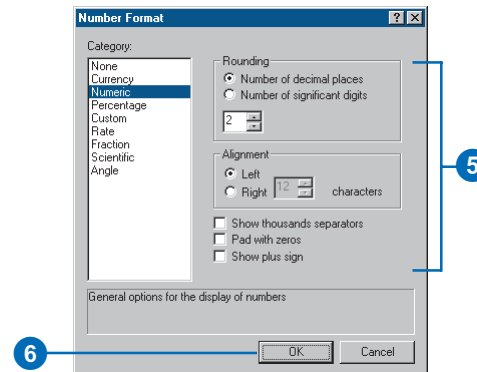 Number Format
Category:
None
Currency
Numeric
Percentage
Custom
Rate
Fraction
Scientific
Angle
Rounding
Number of decimal places
Number of significant digits
2
Alignment
Left
Right 12 characters
Show thousands separators
Pad with zeros
Show plus sign
5
General options for the display of numbers
6
OK Cancel